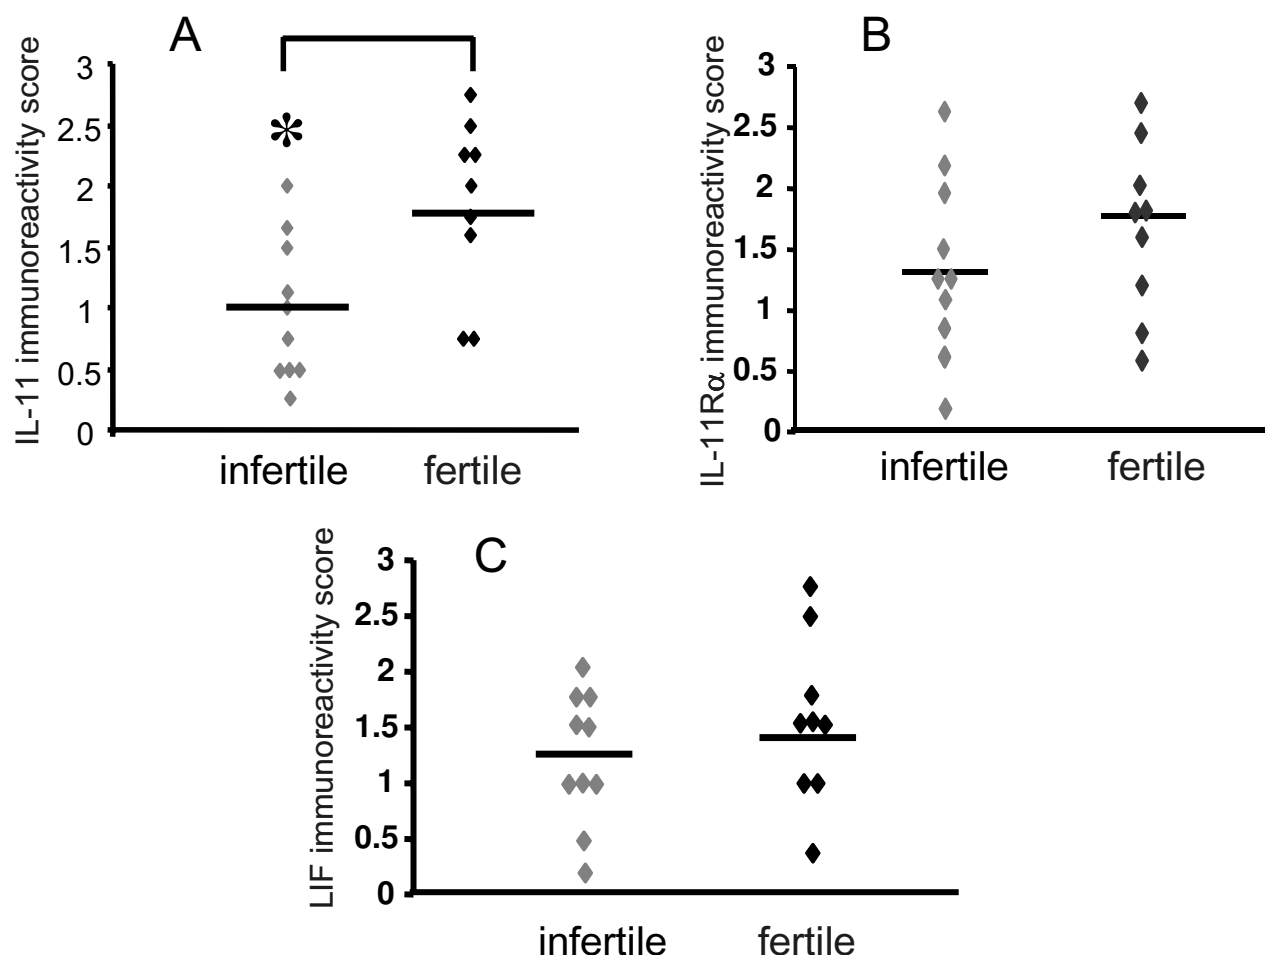 A
IL-11 immunoreactivity score
3
2.5
2
1.5
1
0.5
0
*
infertile
fertile
B
IL-11Rα immunoreactivity score
3
2.5
2
1.5
1
0.5
0
infertile
fertile
C
LIF immunoreactivity score
3
2.5
2
1.5
1
0.5
0
infertile
fertile